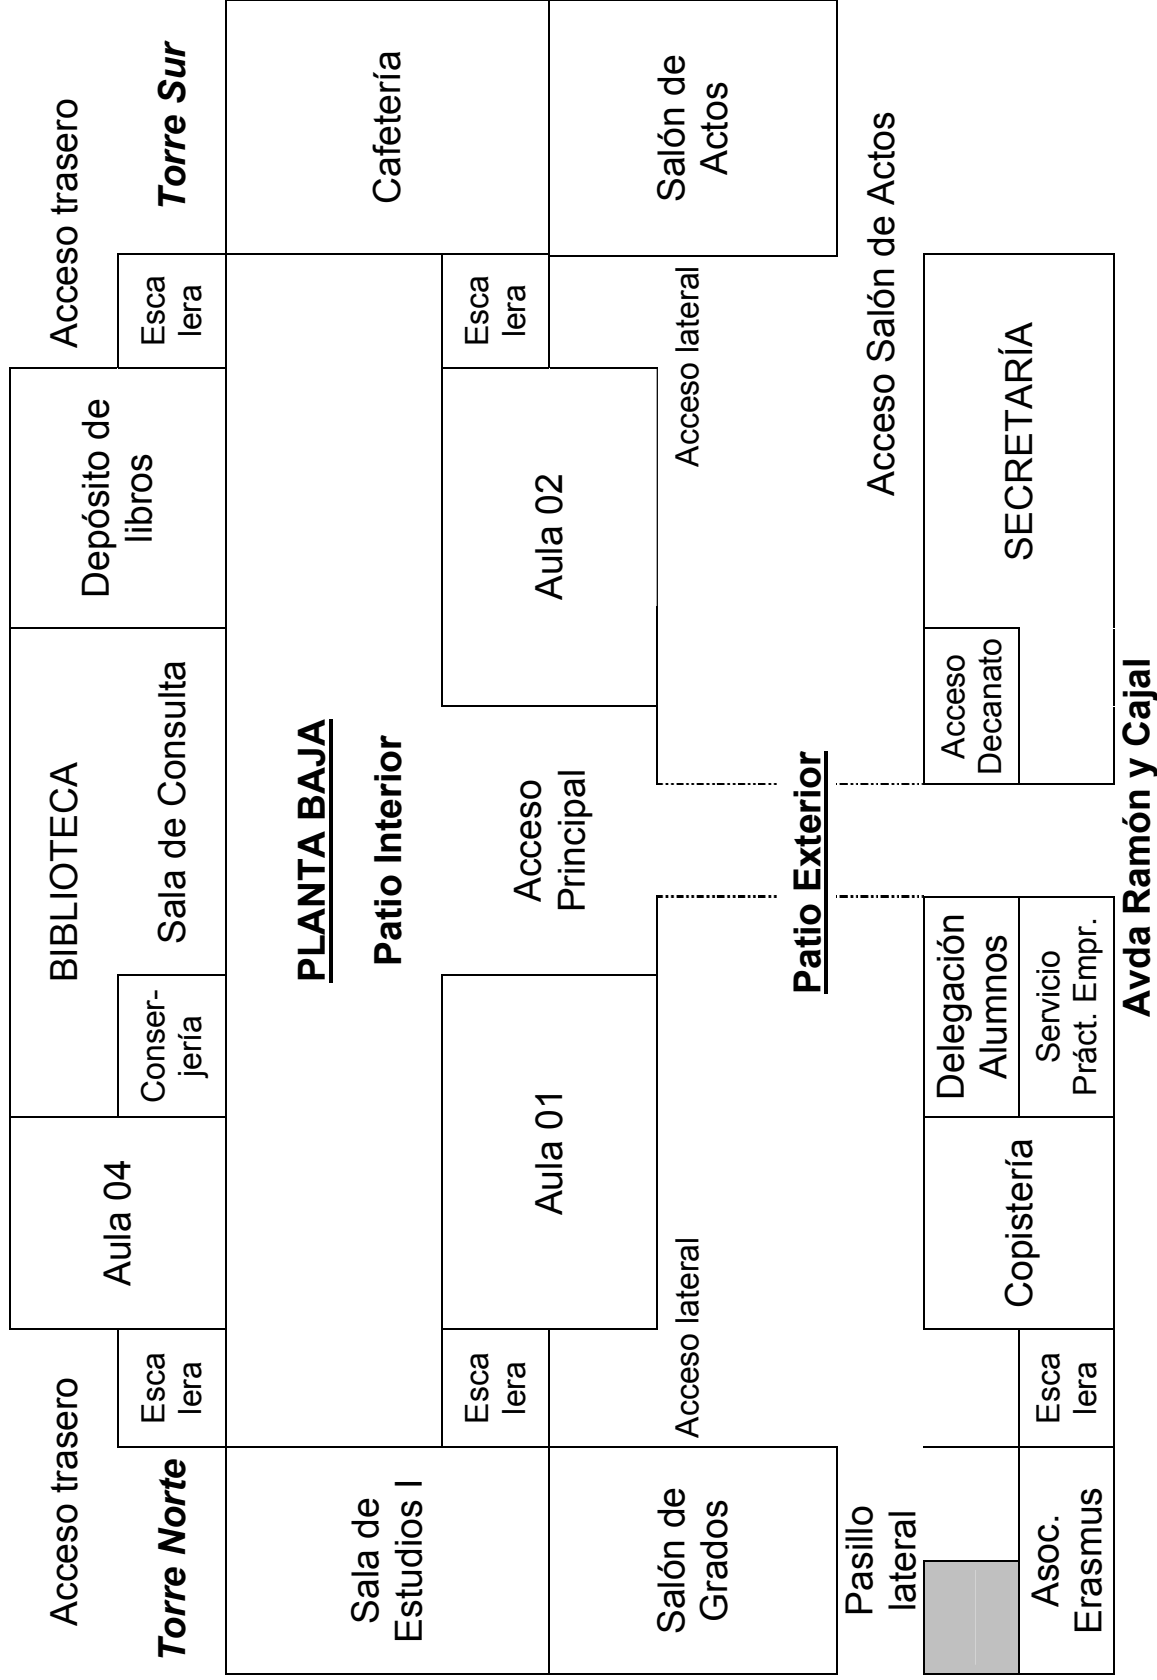 Acceso trasero
Acceso trasero
Torre Norte
Torre Sur
Esca
lera
Aula 04
Conser-
jería
BIBLIOTECA
Sala de Consulta
Depósito de
libros
Esca
lera
PLANTA BAJA
Patio Interior
Sala de
Estudios I
Cafetería
Esca
lera
Aula 01
Acceso
Principal
Aula 02
Esca
lera
Salón de
Grados
Acceso lateral
Acceso lateral
Salón de
Actos
Patio Exterior
Pasillo
lateral
Acceso Salón de Actos
Asoc.
Erasmus
Esca
lera
Copistería
Delegación
Alumnos
Servicio
Práct. Empr.
Acceso
Decanato
SECRETARÍA
Avda Ramón y Cajal